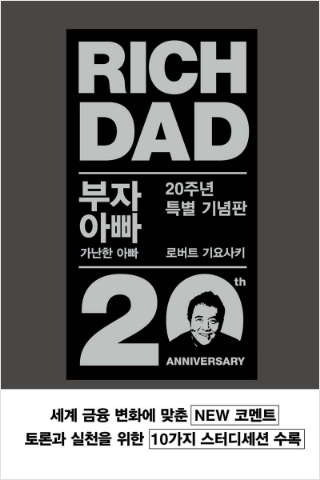 RICH
DAD
부자
아빠
가난한 아빠
20주년
특별 기념판
로버트 기요사키
20th
ANNIVERSARY
세계 금융 변화에 맞춘 NEW 코멘트
토론과 실천을 위한 10가지 스터디세션 수록